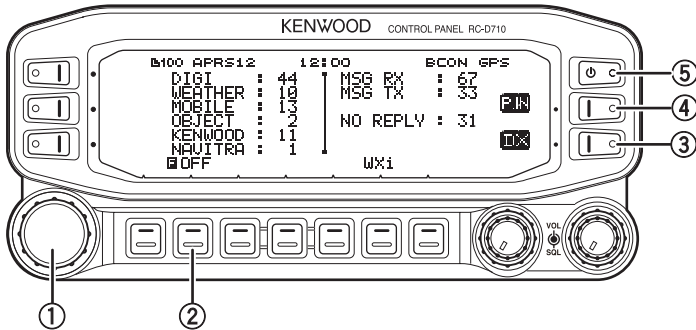 KENWOOD CONTROL PANEL RC-D710
100 APRS12 12:00 BCON GPS
DIGI : 44 MSG RX : 67
WEATHER : 10 MSG TX : 33
MOBILE : 13 P IN
OBJECT : 2 NO REPLY : 31
KENWOOD : 11 DX
NAVITRA : 1
F OFF WXi
VOL
SQL
⑤
④
③
① ②